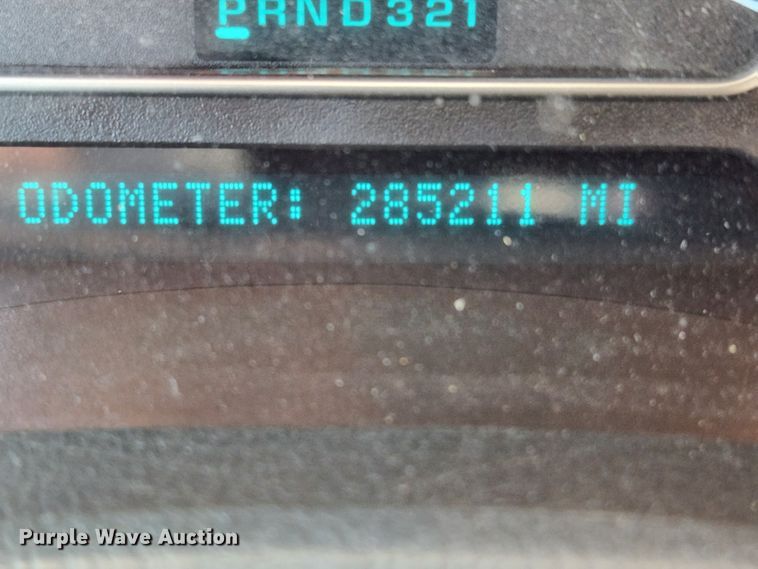 PRND321
ODOMETER: 285211 MI
Purple Wave Auction